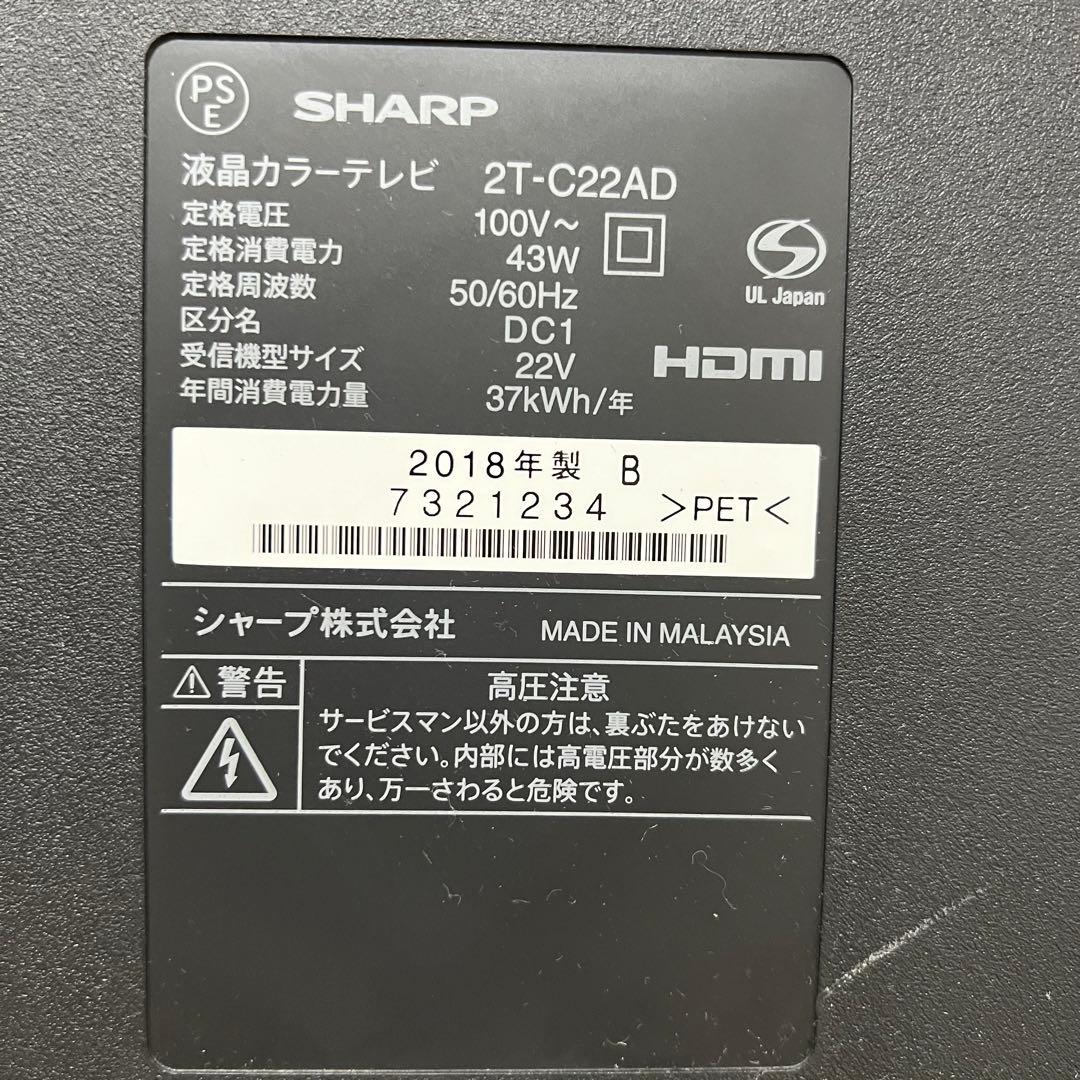 PS
E
SHARP
液晶カラーテレビ 2T-C22AD
定格電圧 100V～
定格消費電力 43W
定格周波数 50/60Hz
区分名 DC1
受信機型サイズ 22V
年間消費電力量 37kWh/年
S
UL Japan
HDMI
2018年製 B
7321234 >PET<
シャープ株式会社 MADE IN MALAYSIA
⚠警告
高圧注意
サービスマン以外の方は、裏ぶたをあけない
でください。内部には高電圧部分が数多く
あり、万一さわると危険です。